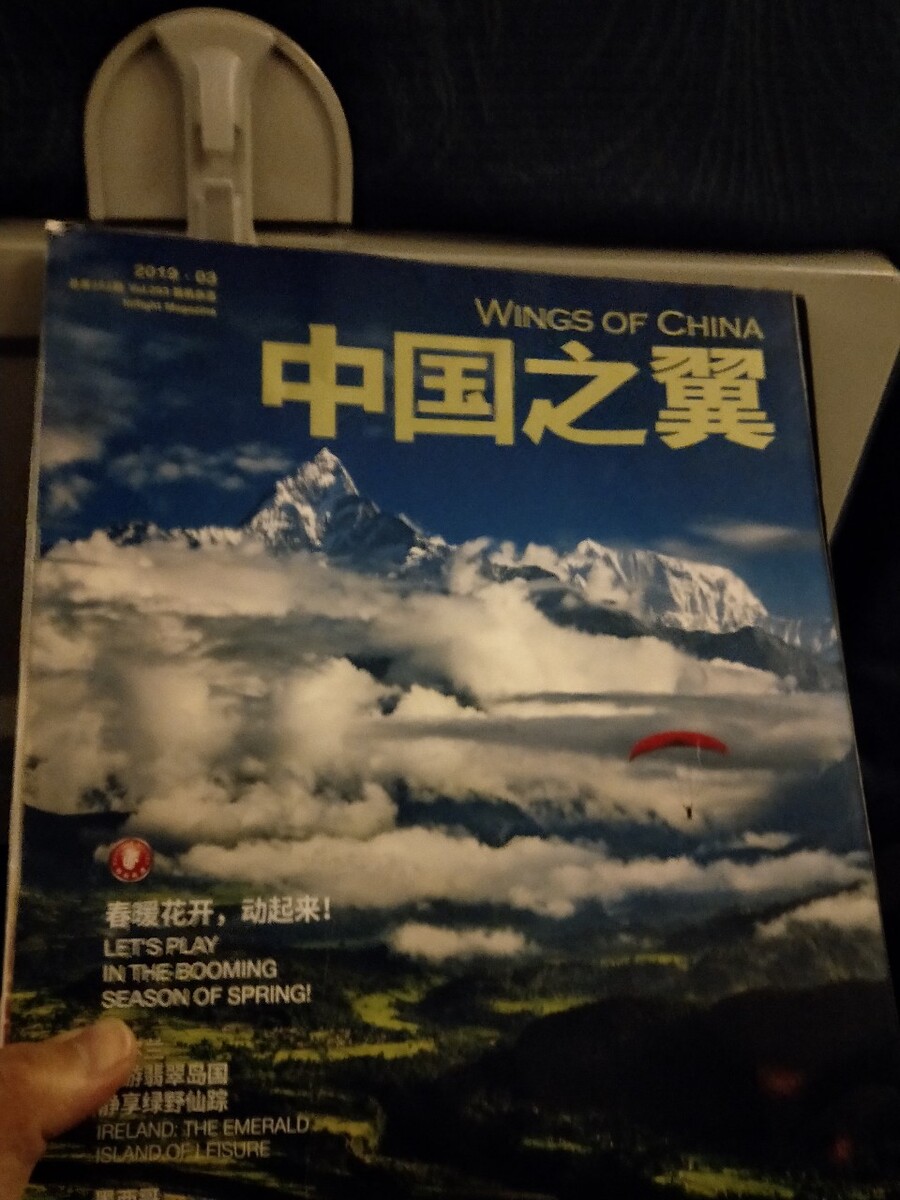 2019 · 03
Inflight Magazine
WINGS OF CHINA
中国之翼
春暖花开，动起来！
LET'S PLAY
IN THE BOOMING
SEASON OF SPRING!
游翡翠岛国
静享绿野仙踪
IRELAND: THE EMERALD
ISLAND OF LEISURE